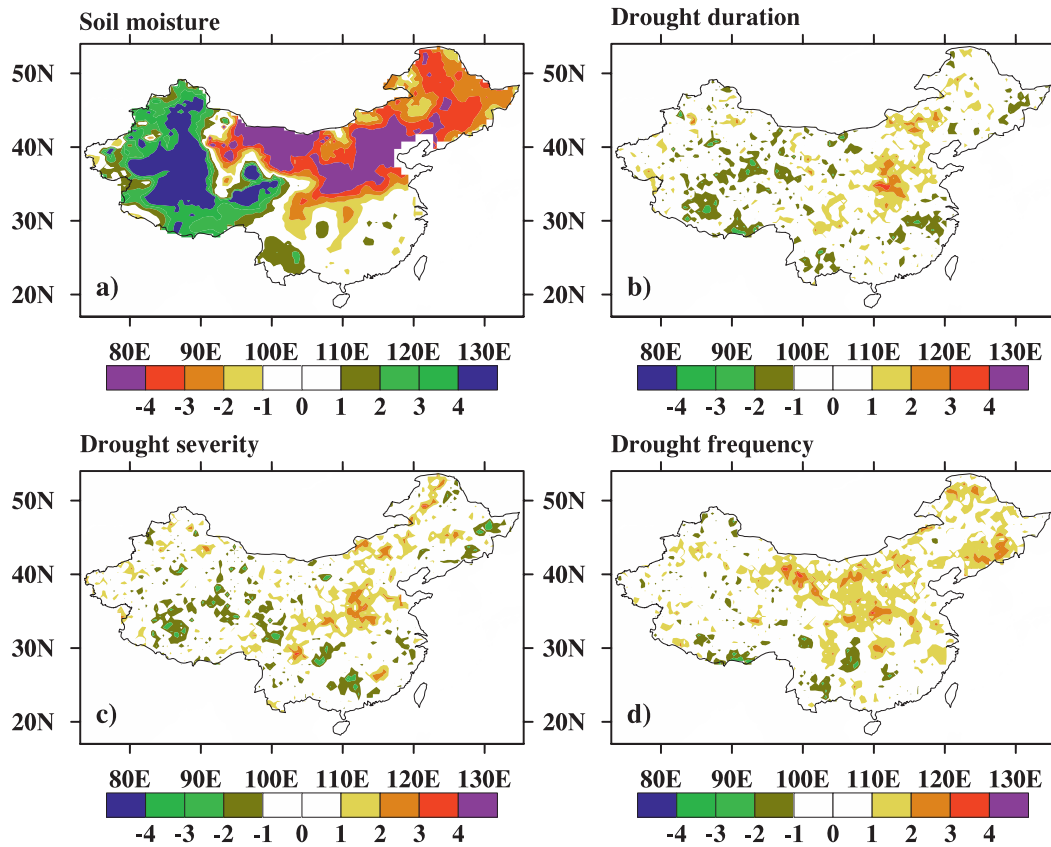 Soil moisture
50N
40N
30N
20N
a)
80E 90E 100E 110E 120E 130E
-4 -3 -2 -1 0 1 2 3 4
Drought duration
50N
40N
30N
20N
b)
80E 90E 100E 110E 120E 130E
-4 -3 -2 -1 0 1 2 3 4
Drought severity
50N
40N
30N
20N
c)
80E 90E 100E 110E 120E 130E
-4 -3 -2 -1 0 1 2 3 4
Drought frequency
50N
40N
30N
20N
d)
80E 90E 100E 110E 120E 130E
-4 -3 -2 -1 0 1 2 3 4